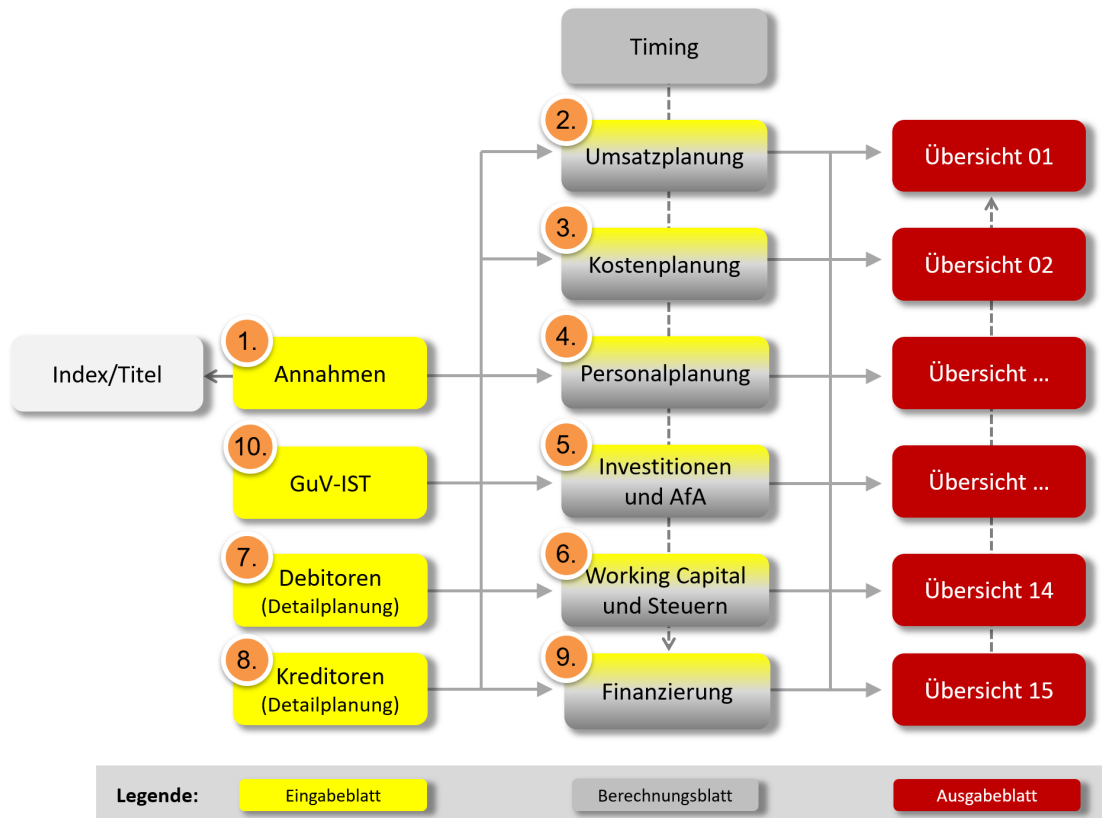 Timing
2.
Umsatzplanung
Übersicht 01
3.
Kostenplanung
Übersicht 02
1.
4.
Index/Titel
Annahmen
Personalplanung
Übersicht ...
10.
5.
GuV-IST
Investitionen
und AfA
Übersicht ...
7.
6.
Debitoren
(Detailplanung)
Working Capital
und Steuern
Übersicht 14
8.
9.
Kreditoren
(Detailplanung)
Finanzierung
Übersicht 15
Legende:
Eingabeblatt
Berechnungsblatt
Ausgabeblatt